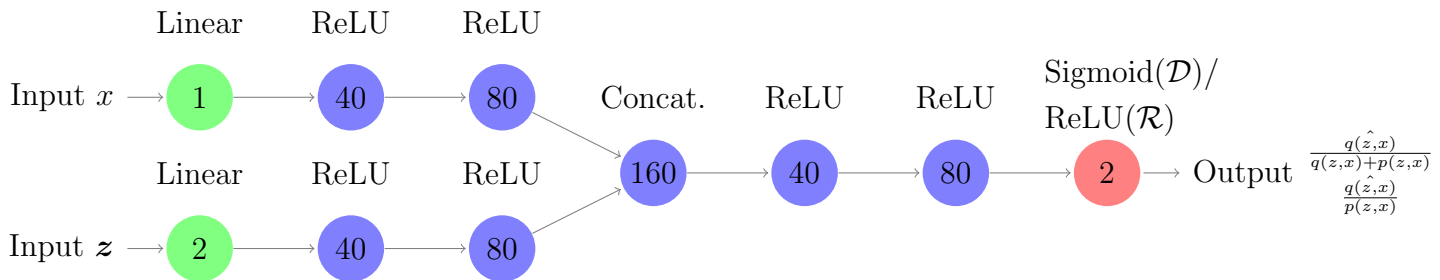 Linear ReLU ReLU
Input x 1 40 80
Sigmoid(𝒟)/
ReLU(ℛ)
Concat. ReLU ReLU
160 40 80 2 Output
q(ẑ,x)
q(z,x)+p(z,x)
q(ẑ,x)
p(z,x)
Linear ReLU ReLU
Input z 2 40 80